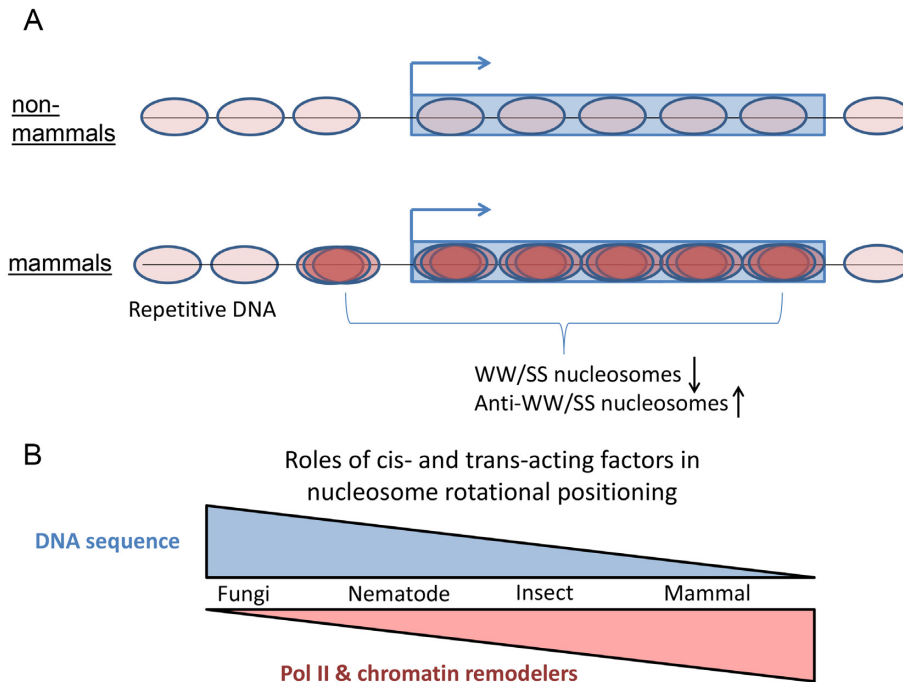 A
non-
mammals
mammals
Repetitive DNA
WW/SS nucleosomes
Anti-WW/SS nucleosomes
B
Roles of cis- and trans-acting factors in
nucleosome rotational positioning
DNA sequence
Fungi Nematode Insect Mammal
Pol II & chromatin remodelers